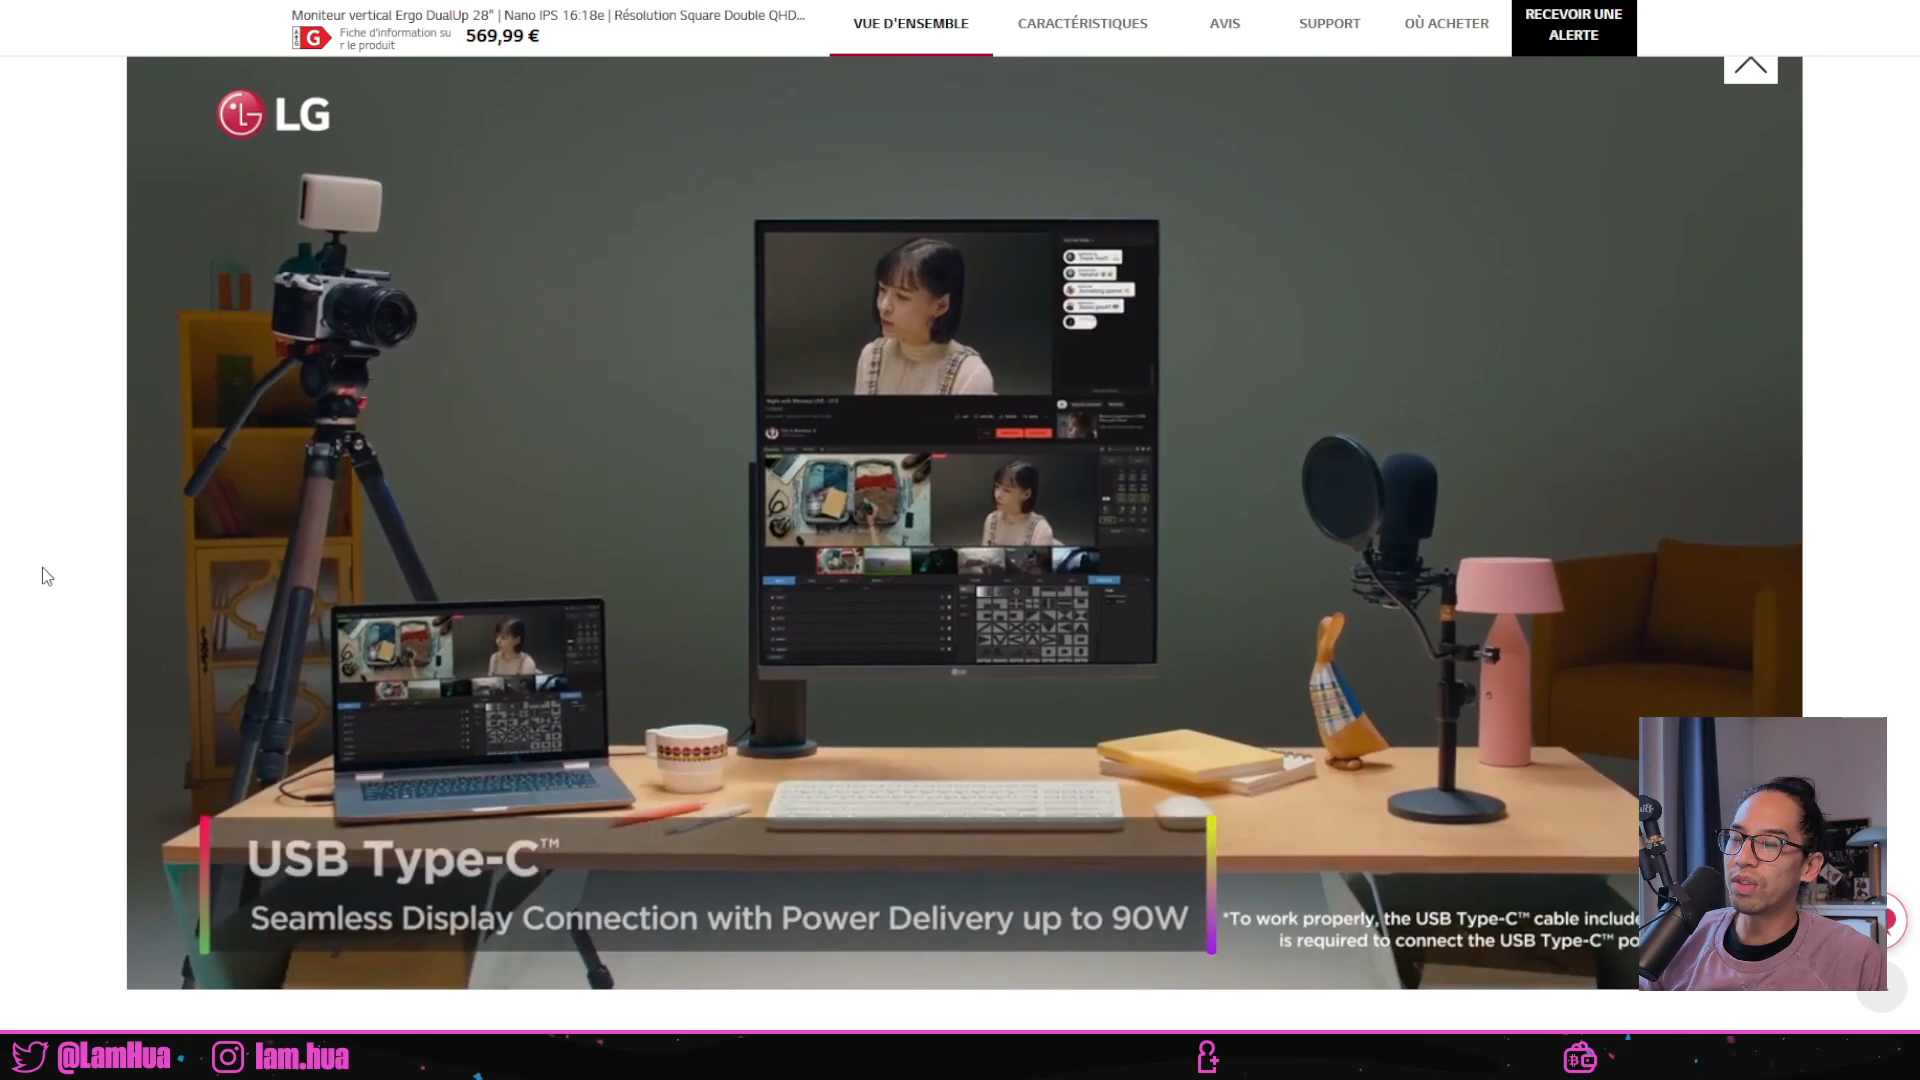 Moniteur vertical Ergo DualUp 28" | Nano IPS 16:18e | Résolution Square Double QHD...
G
Fiche d'information su
r le produit
569,99 €
VUE D'ENSEMBLE
CARACTÉRISTIQUES
AVIS
SUPPORT
OÙ ACHETER
RECEVOIR UNE
ALERTE
LG
LG
USB Type-C™
Seamless Display Connection with Power Delivery up to 90W
*To work properly, the USB Type-C™ cable include
is required to connect the USB Type-C™ po
@LamHua
lam.hua